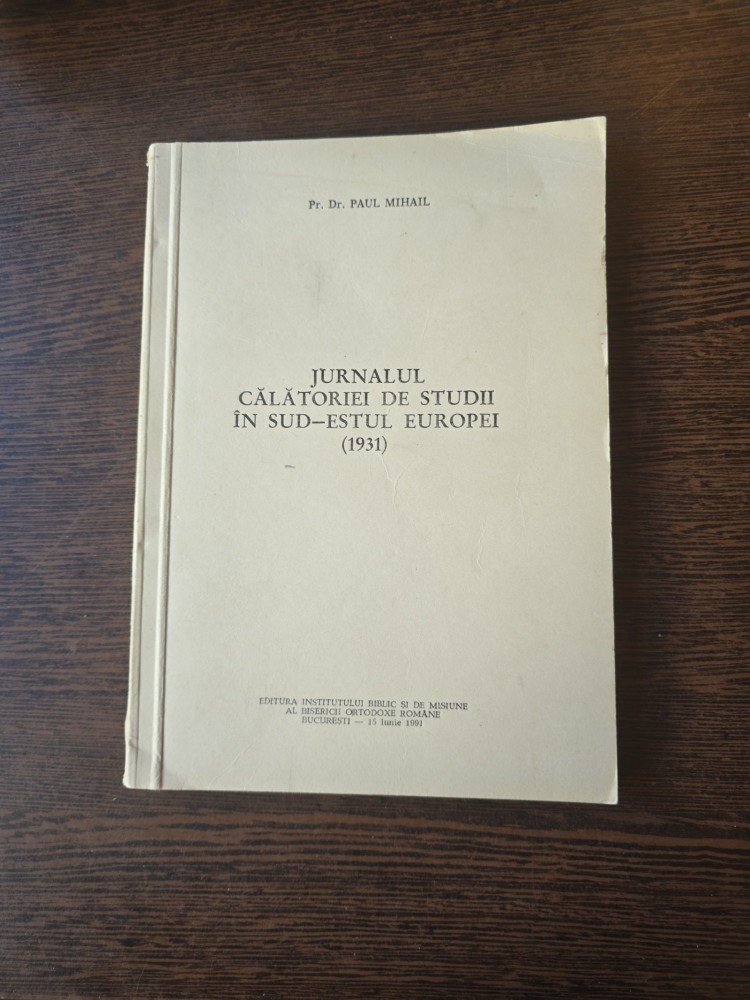 Pr. Dr. PAUL MIHAIL
JURNALUL
CĂLĂTORIEI DE STUDII
ÎN SUD–ESTUL EUROPEI
(1931)
EDITURA INSTITUTULUI BIBLIC ȘI DE MISIUNE
AL BISERICII ORTODOXE ROMÂNE
BUCUREȘTI — 15 Iunie 1991